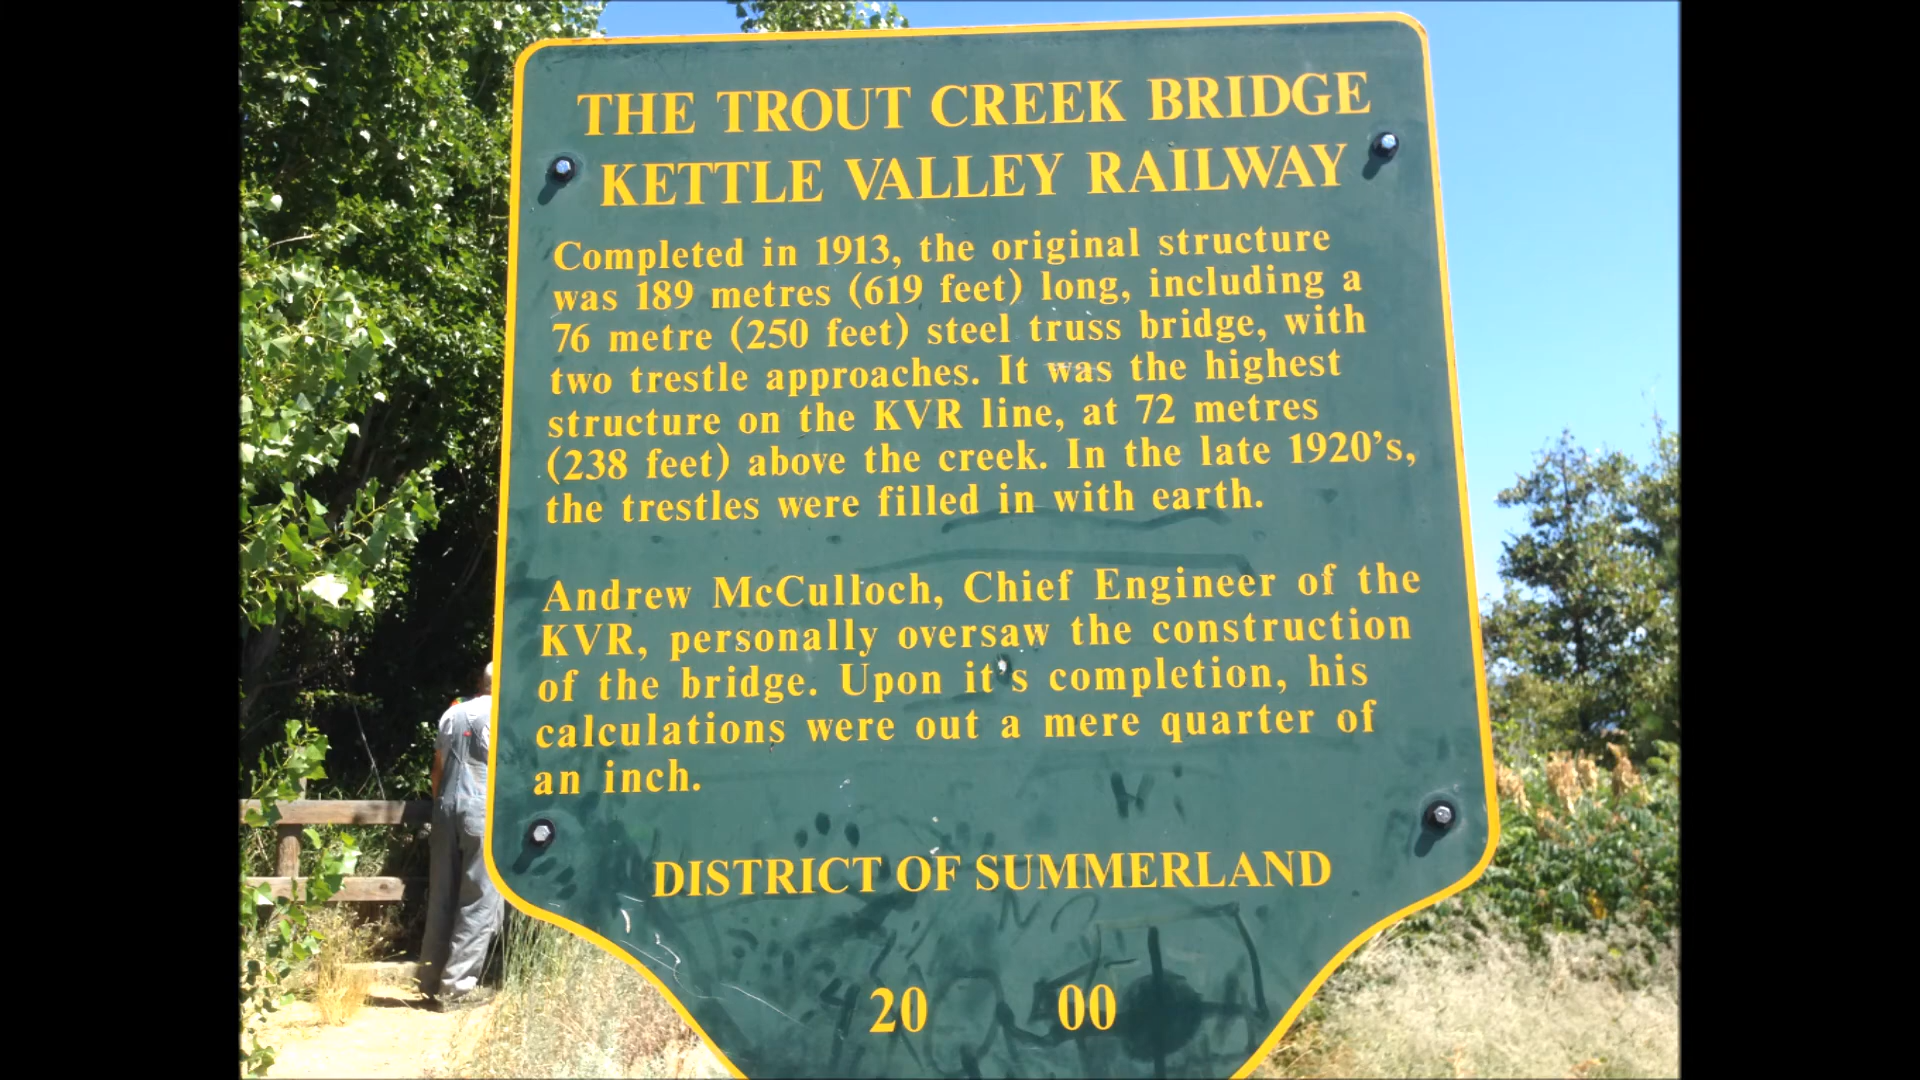 THE TROUT CREEK BRIDGE
KETTLE VALLEY RAILWAY
Completed in 1913, the original structure
was 189 metres (619 feet) long, including a
76 metre (250 feet) steel truss bridge, with
two trestle approaches. It was the highest
structure on the KVR line, at 72 metres
(238 feet) above the creek. In the late 1920's,
the trestles were filled in with earth.
Andrew McCulloch, Chief Engineer of the
KVR, personally oversaw the construction
of the bridge. Upon it's completion, his
calculations were out a mere quarter of
an inch.
DISTRICT OF SUMMERLAND
20 00